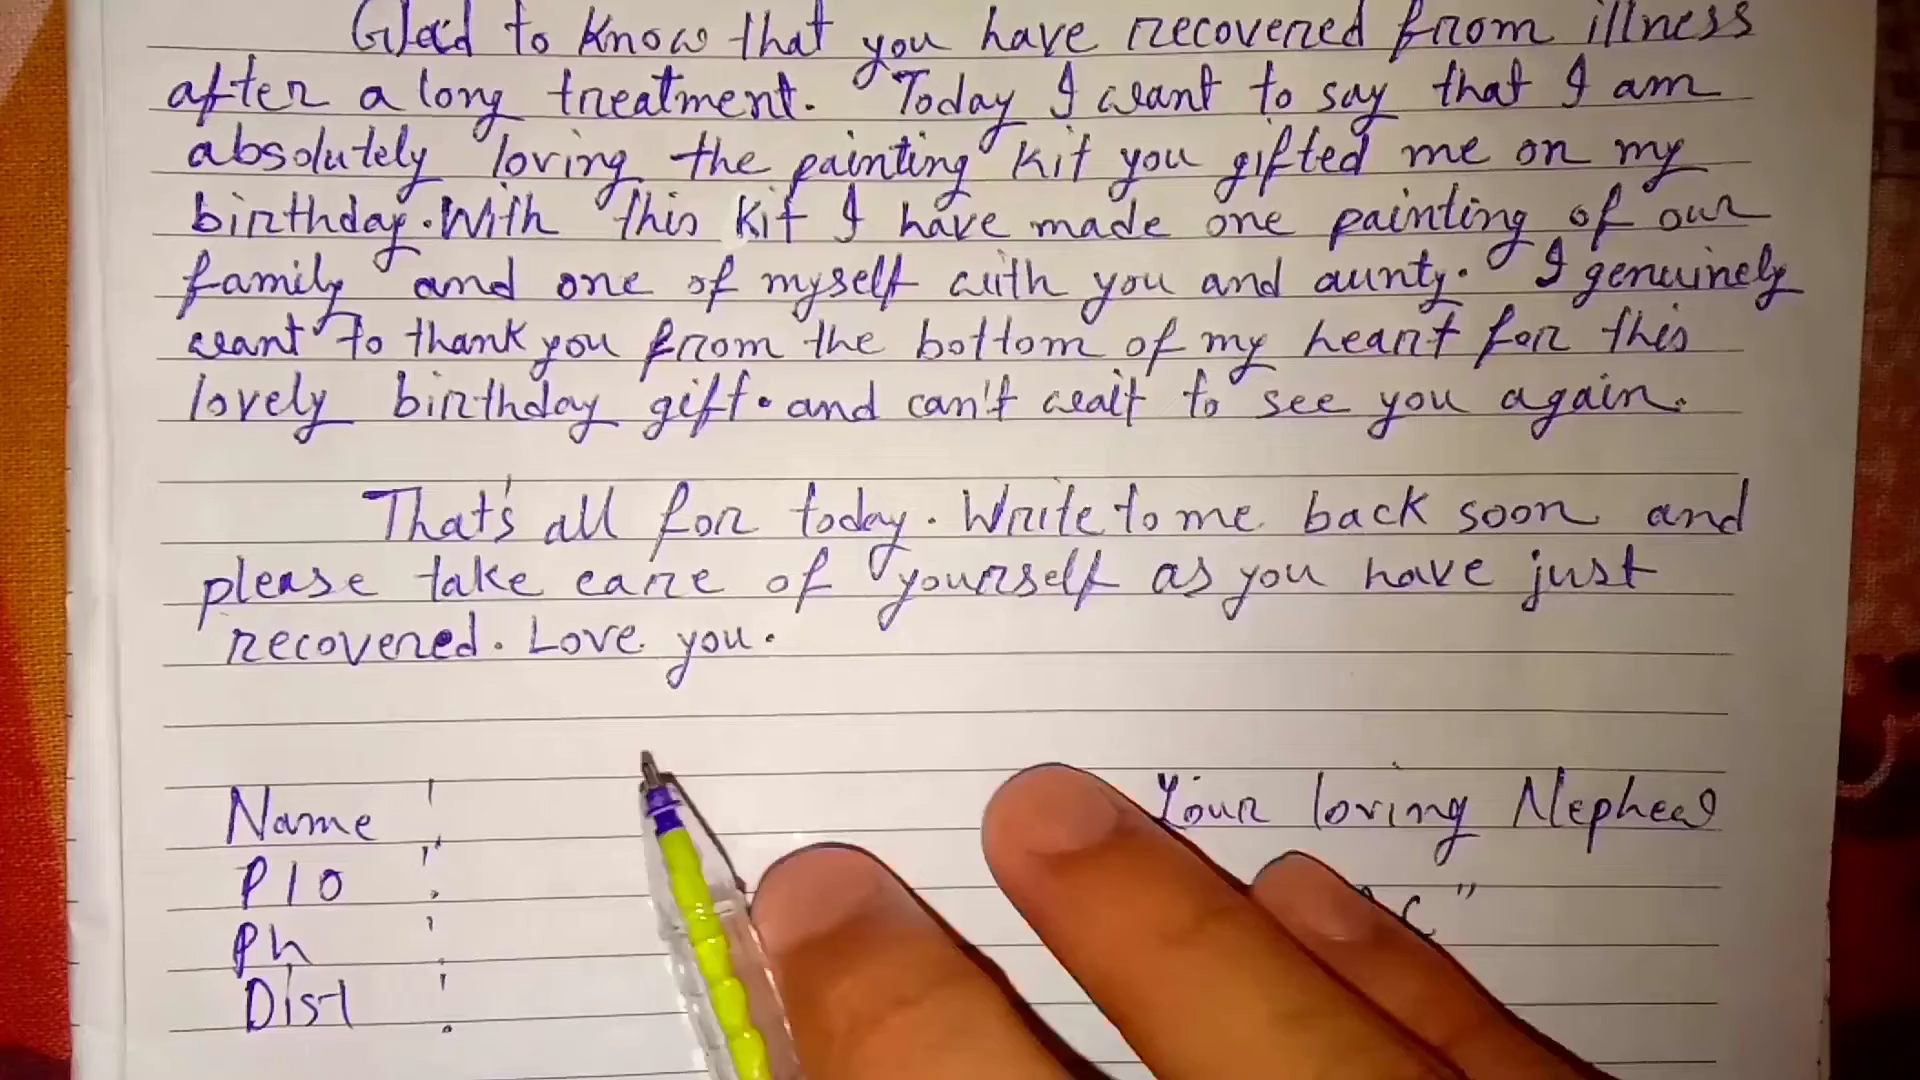 Glad to know that you have recovered from illness
after a long treatment. Today I want to say that I am
absolutely loving the painting kit you gifted me on my
birthday. With this kit I have made one painting of our
family and one of myself with you and aunty. I genuinely
want to thank you from the bottom of my heart for this
lovely birthday gift. and can't wait to see you again.
That's all for today. Write to me back soon and
please take care of yourself as you have just
recovered. Love you.
Name : Your loving Nephew
P/O :
Ph :
Dist :